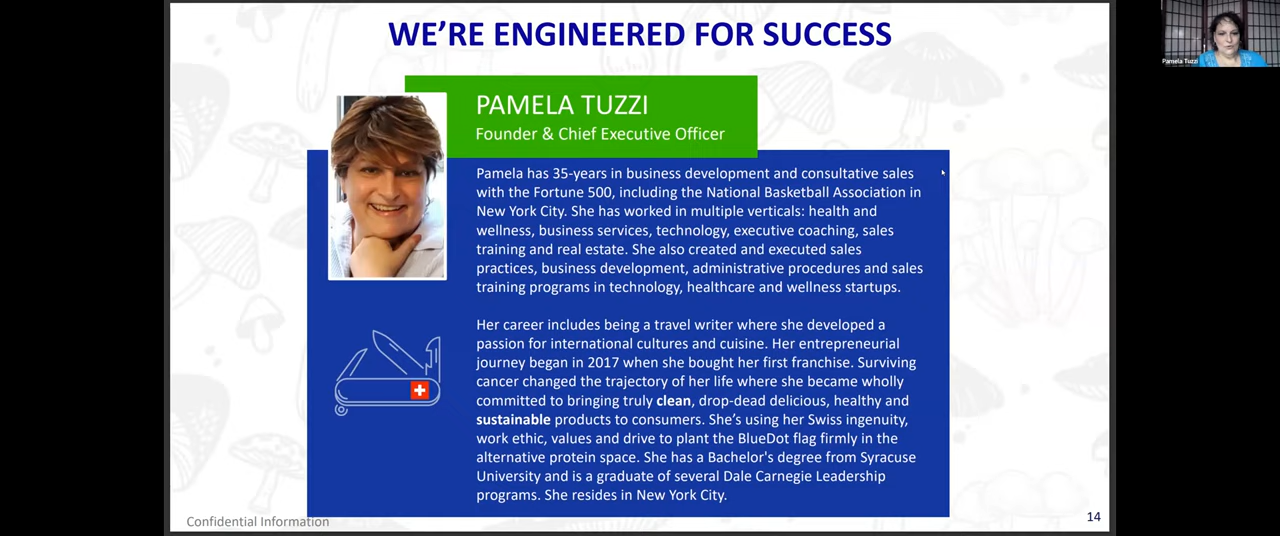 WE'RE ENGINEERED FOR SUCCESS
PAMELA TUZZI
Founder & Chief Executive Officer
Pamela has 35-years in business development and consultative sales
with the Fortune 500, including the National Basketball Association in
New York City. She has worked in multiple verticals: health and
wellness, business services, technology, executive coaching, sales
training and real estate. She also created and executed sales
practices, business development, administrative procedures and sales
training programs in technology, healthcare and wellness startups.
Her career includes being a travel writer where she developed a
passion for international cultures and cuisine. Her entrepreneurial
journey began in 2017 when she bought her first franchise. Surviving
cancer changed the trajectory of her life where she became wholly
committed to bringing truly clean, drop-dead delicious, healthy and
sustainable products to consumers. She's using her Swiss ingenuity,
work ethic, values and drive to plant the BlueDot flag firmly in the
alternative protein space. She has a Bachelor's degree from Syracuse
University and is a graduate of several Dale Carnegie Leadership
programs. She resides in New York City.
Confidential Information
14
Pamela Tuzzi